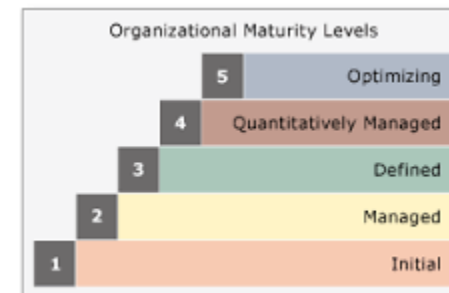 Organizational Maturity Levels
5 Optimizing
4 Quantitatively Managed
3 Defined
2 Managed
1 Initial